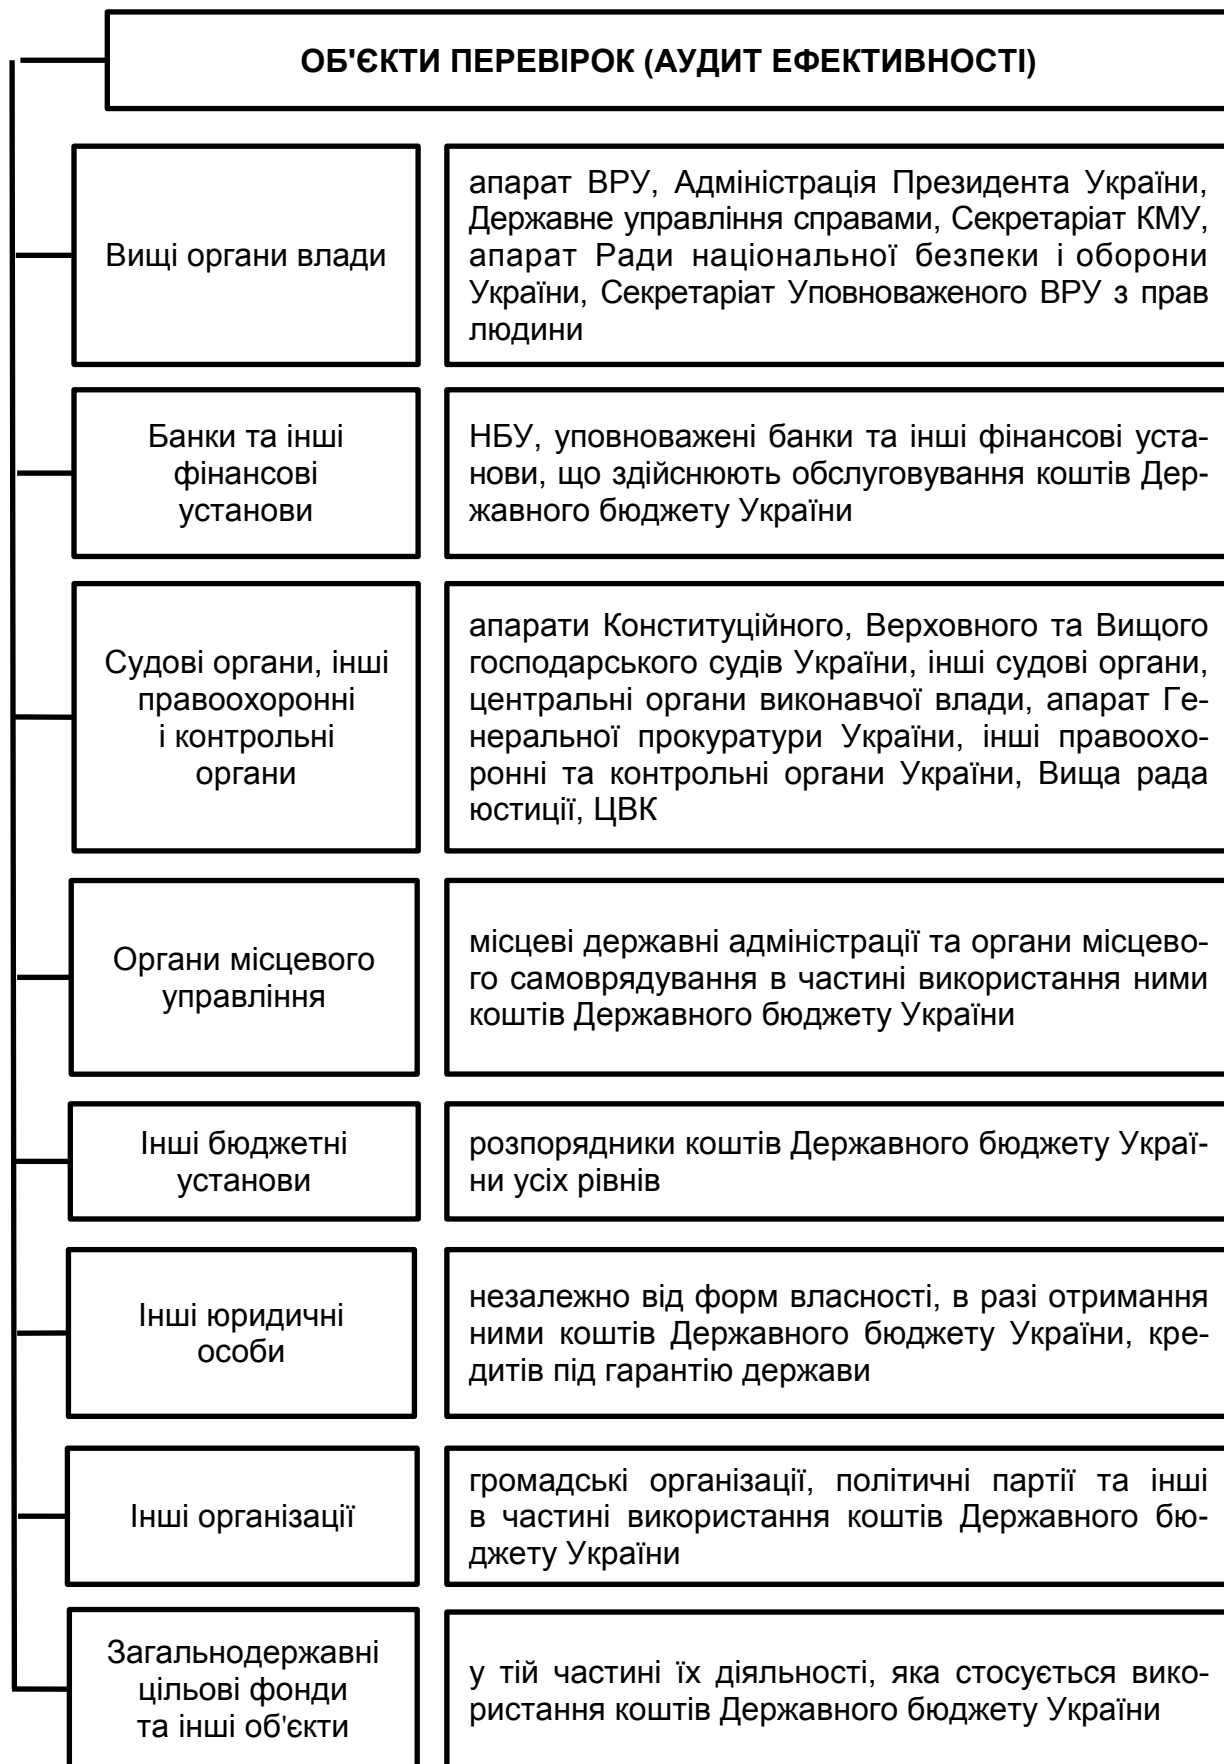 ОБ'ЄКТИ ПЕРЕВІРОК (АУДИТ ЕФЕКТИВНОСТІ)
Вищі органи влади
апарат ВРУ, Адміністрація Президента України,
Державне управління справами, Секретаріат КМУ,
апарат Ради національної безпеки і оборони
України, Секретаріат Уповноваженого ВРУ з прав
людини
Банки та інші
фінансові
установи
НБУ, уповноважені банки та інші фінансові уста-
нови, що здійснюють обслуговування коштів Дер-
жавного бюджету України
Судові органи, інші
правоохоронні
і контрольні
органи
апарати Конституційного, Верховного та Вищого
господарського судів України, інші судові органи,
центральні органи виконавчої влади, апарат Ге-
неральної прокуратури України, інші правоохо-
ронні та контрольні органи України, Вища рада
юстиції, ЦВК
Органи місцевого
управління
місцеві державні адміністрації та органи місцево-
го самоврядування в частині використання ними
коштів Державного бюджету України
Інші бюджетні
установи
розпорядники коштів Державного бюджету Украї-
ни усіх рівнів
Інші юридичні
особи
незалежно від форм власності, в разі отримання
ними коштів Державного бюджету України, кре-
дитів під гарантію держави
Інші організації
громадські організації, політичні партії та інші
в частині використання коштів Державного бю-
джету України
Загальнодержавні
цільові фонди
та інші об'єкти
у тій частині їх діяльності, яка стосується вико-
ристання коштів Державного бюджету України